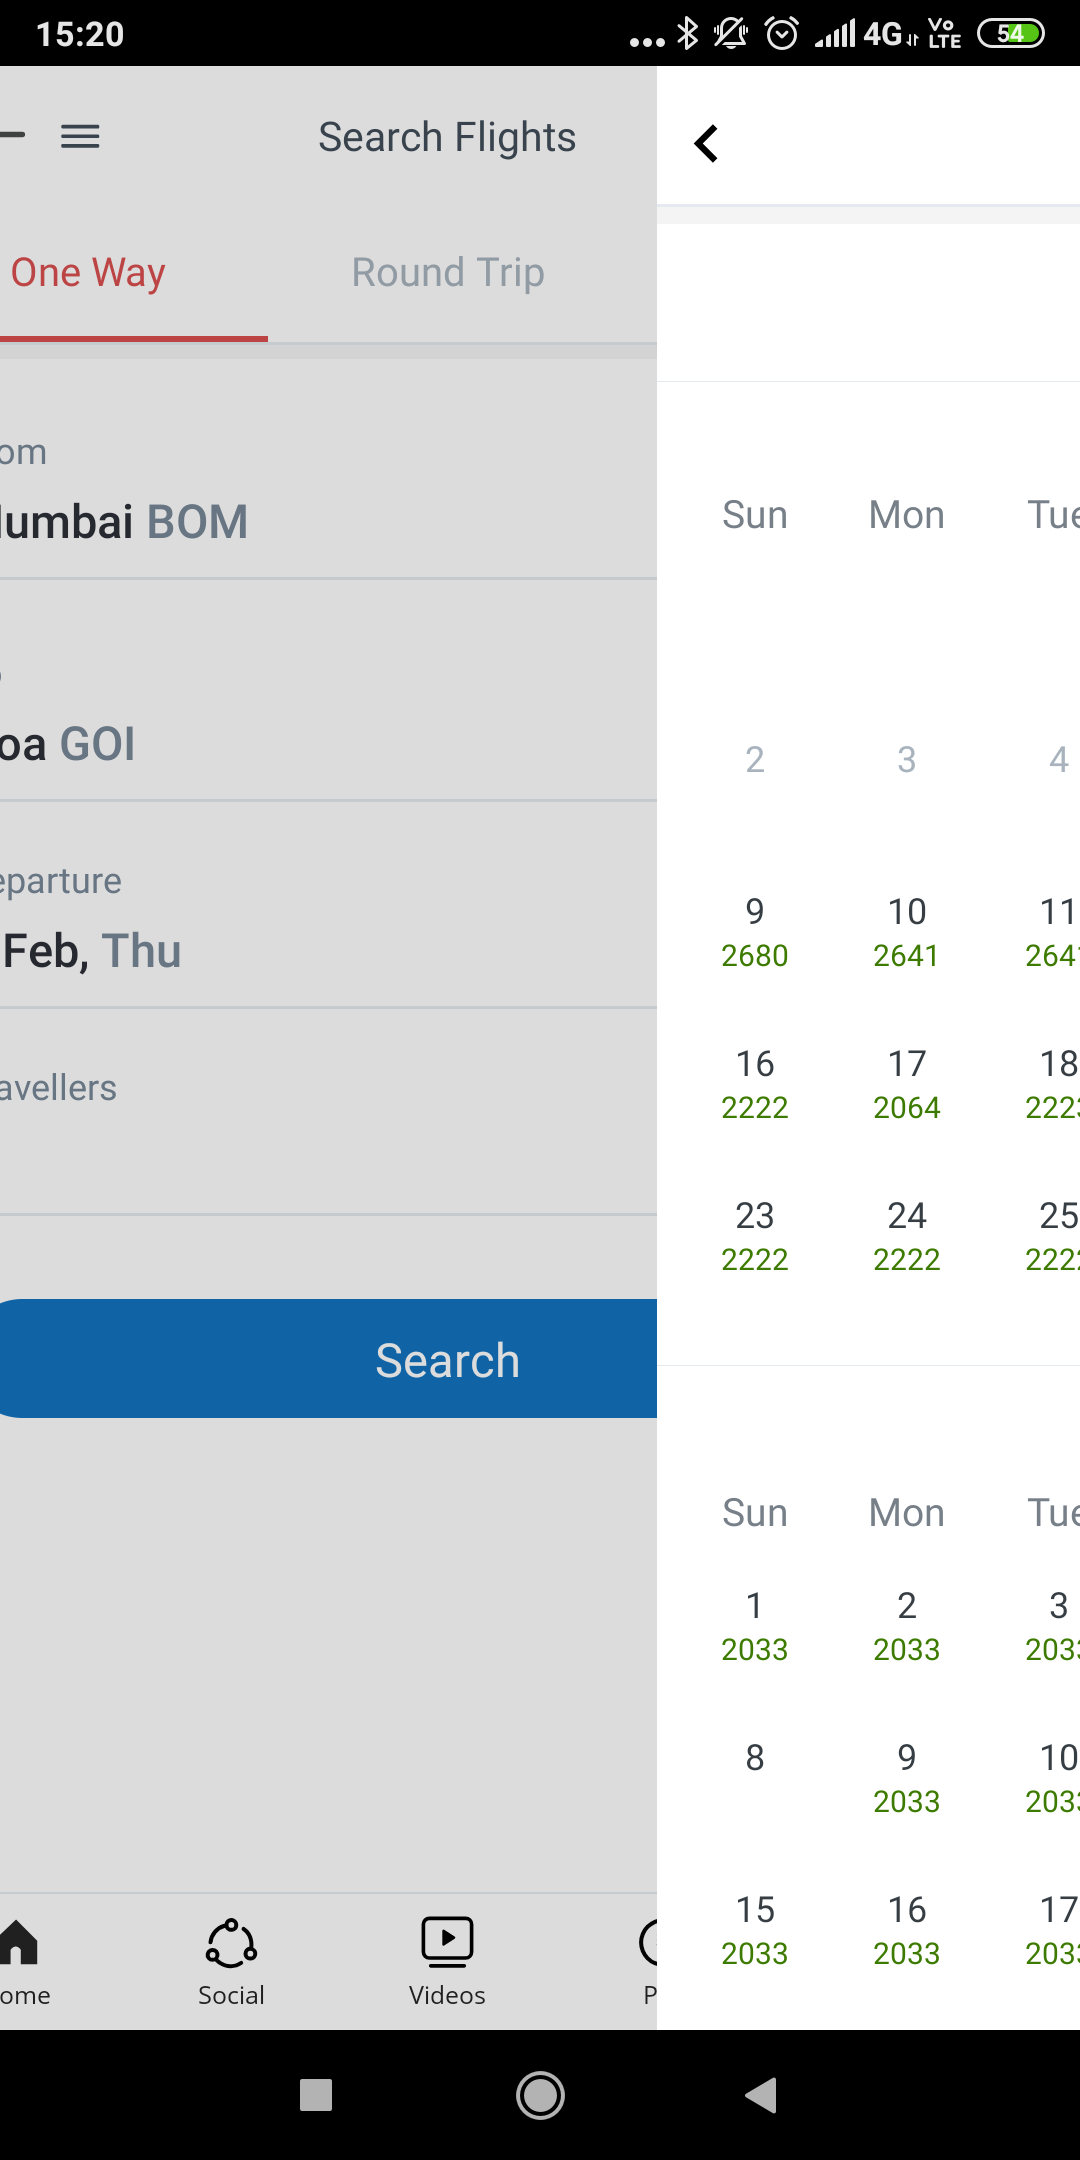 15:20 4G Vo LTE 54
Search Flights
One Way Round Trip
om
umbai BOM
oa GOI
eparture
Feb, Thu
avellers
Search
ome Social Videos P
Sun Mon Tue
2 3 4
9 10 11
2680 2641 264
16 17 18
2222 2064 222
23 24 25
2222 2222 222
Sun Mon Tue
1 2 3
2033 2033 203
8 9 10
2033 203
15 16 17
2033 2033 203